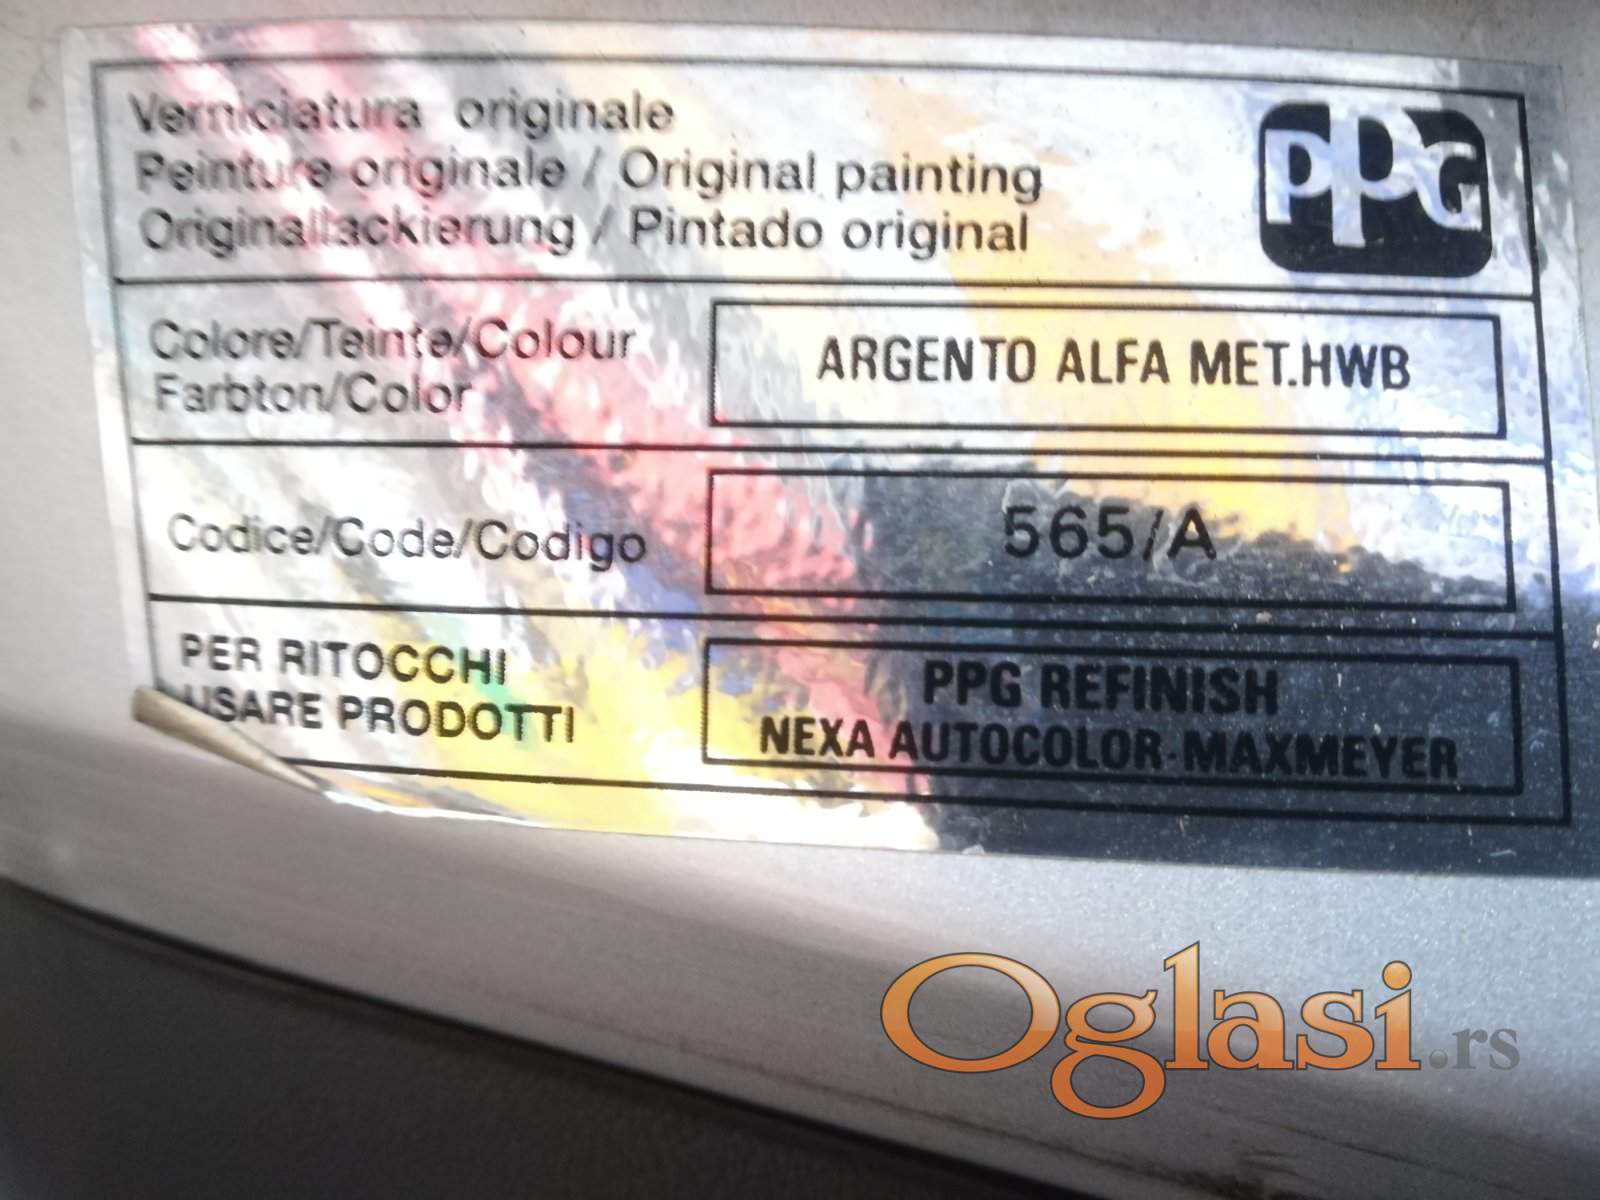 Verniciatura originale
Peinture originale / Original painting
Originallackierung / Pintado original
PPG
Colore/Teinte/Colour
Farbton/Color
ARGENTO ALFA MET.HWB
Codice/Code/Codigo
565/A
PER RITOCCHI
USARE PRODOTTI
PPG REFINISH
NEXA AUTOCOLOR-MAXMEYER
Oglasi.rs